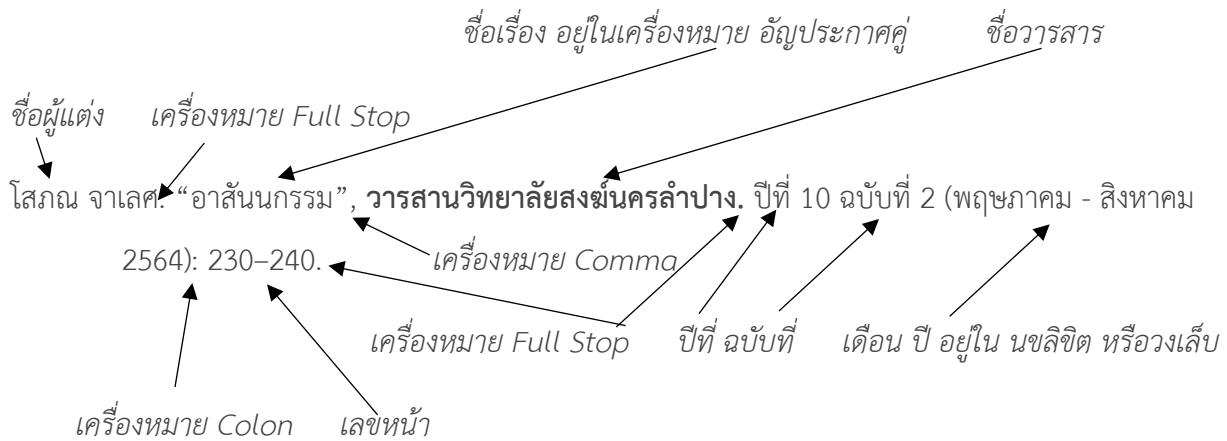 ชื่อเรื่อง อยู่ในเครื่องหมาย อัญประกาศคู่ ชื่อวารสาร
ชื่อผู้แต่ง เครื่องหมาย Full Stop
โสภณ จาเลศ. “อาสันนกรรม”, วารสานวิทยาลัยสงฆ์นครลำปาง. ปีที่ 10 ฉบับที่ 2 (พฤษภาคม - สิงหาคม
2564): 230–240. เครื่องหมาย Comma
เครื่องหมาย Full Stop ปีที่ ฉบับที่ เดือน ปี อยู่ใน นขลิขิต หรือวงเล็บ
เครื่องหมาย Colon เลขหน้า